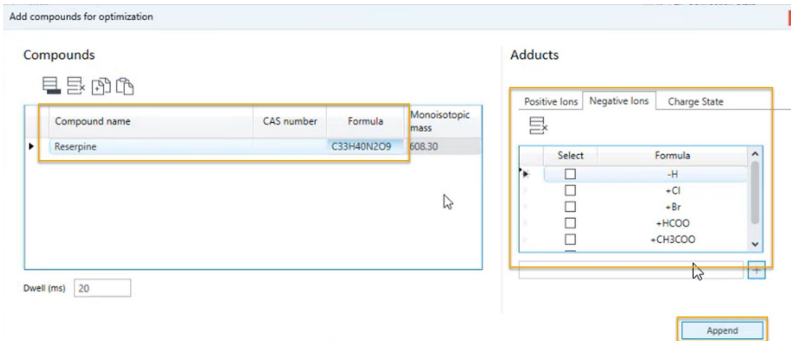 Add compounds for optimization
Compounds
Compound name CAS number Formula Monoisotopic mass
Reserpine C33H40N2O9 608.30
Dwell (ms) 20
Adducts
Positive Ions Negative Ions Charge State
Select Formula
-H
+Cl
+Br
+HCOO
+CH3COO
+
Append